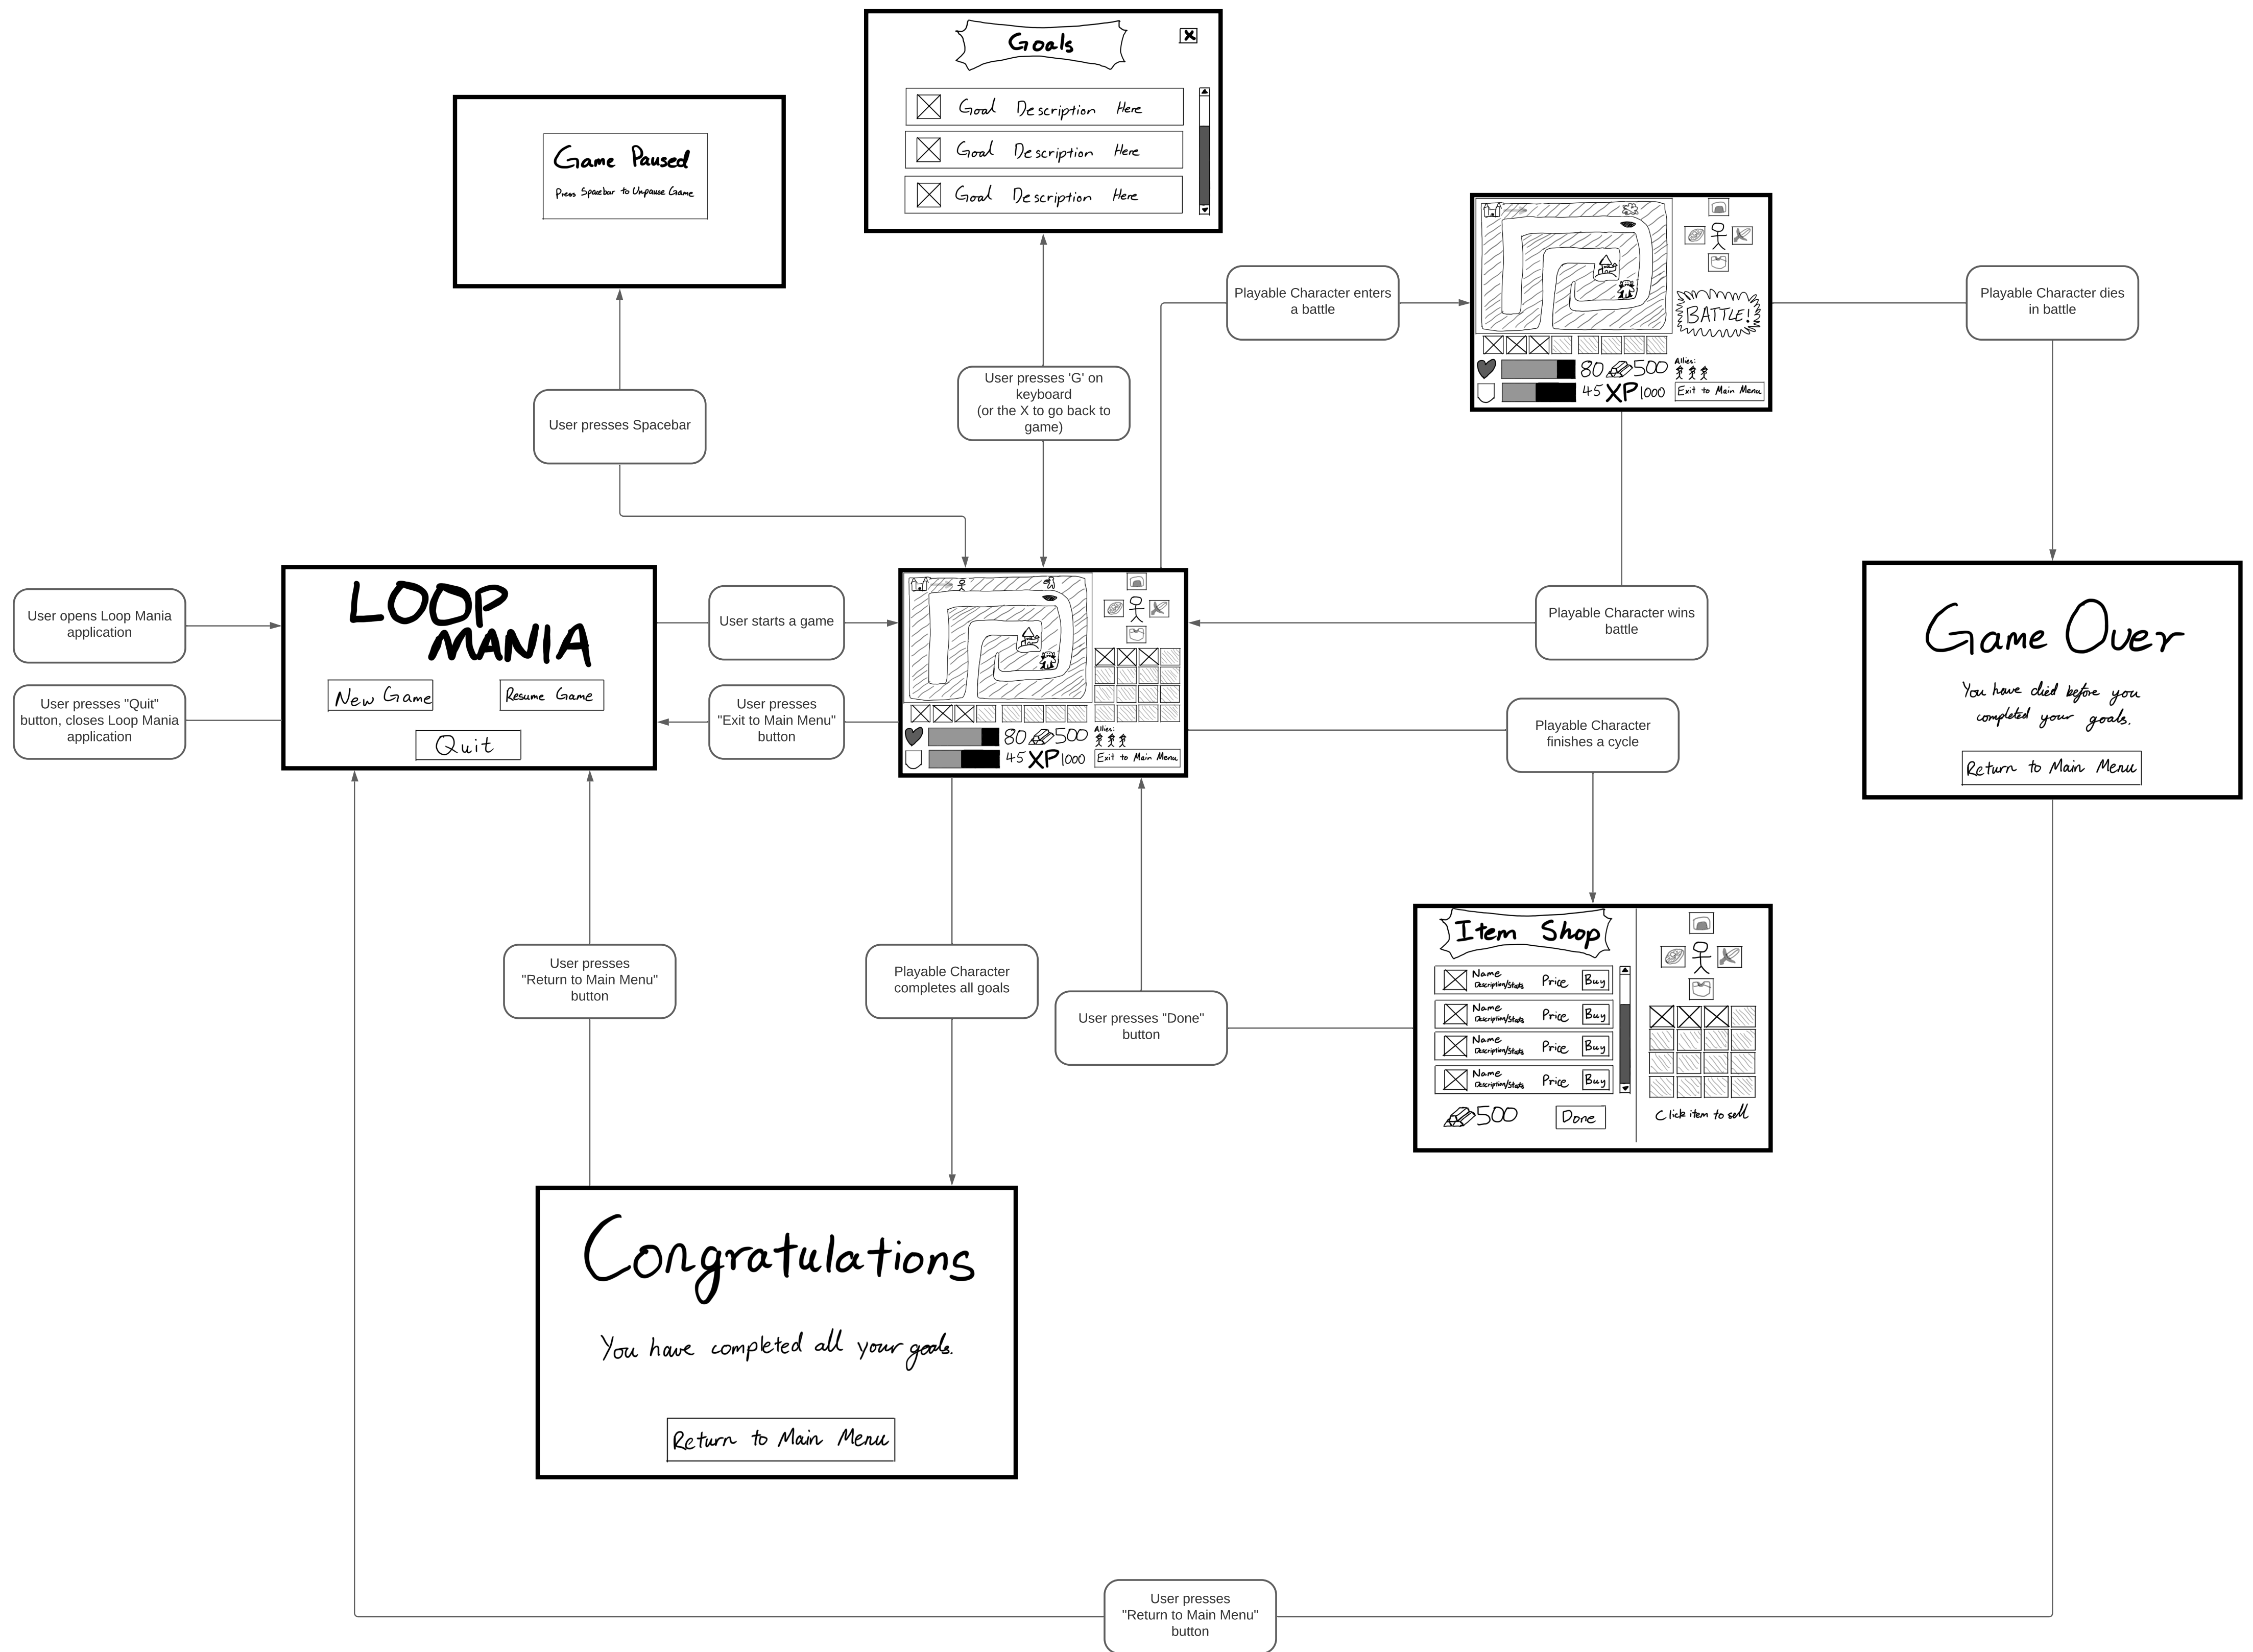 Goals
X
Goal Description Here
Goal Description Here
Goal Description Here
Game Paused
Press Spacebar to Unpause Game
Playable Character enters
a battle
BATTLE!
80
500
Allies:
45
XP
1000
Exit to Main Menu
Playable Character dies
in battle
User presses Spacebar
User presses 'G' on
keyboard
(or the X to go back to
game)
User opens Loop Mania
application
User presses "Quit"
button, closes Loop Mania
application
LOOP
MANIA
New Game
Resume Game
Quit
User starts a game
User presses
"Exit to Main Menu"
button
80
500
Allies:
45
XP
1000
Exit to Main Menu
Playable Character wins
battle
Playable Character
finishes a cycle
Game Over
You have died before you
completed your goals.
Return to Main Menu
User presses
"Return to Main Menu"
button
Playable Character
completes all goals
User presses "Done"
button
Item Shop
Name
Description/Stats
Price
Buy
Name
Description/Stats
Price
Buy
Name
Description/Stats
Price
Buy
Name
Description/Stats
Price
Buy
500
Done
Click item to sell
Congratulations
You have completed all your goals.
Return to Main Menu
User presses
"Return to Main Menu"
button